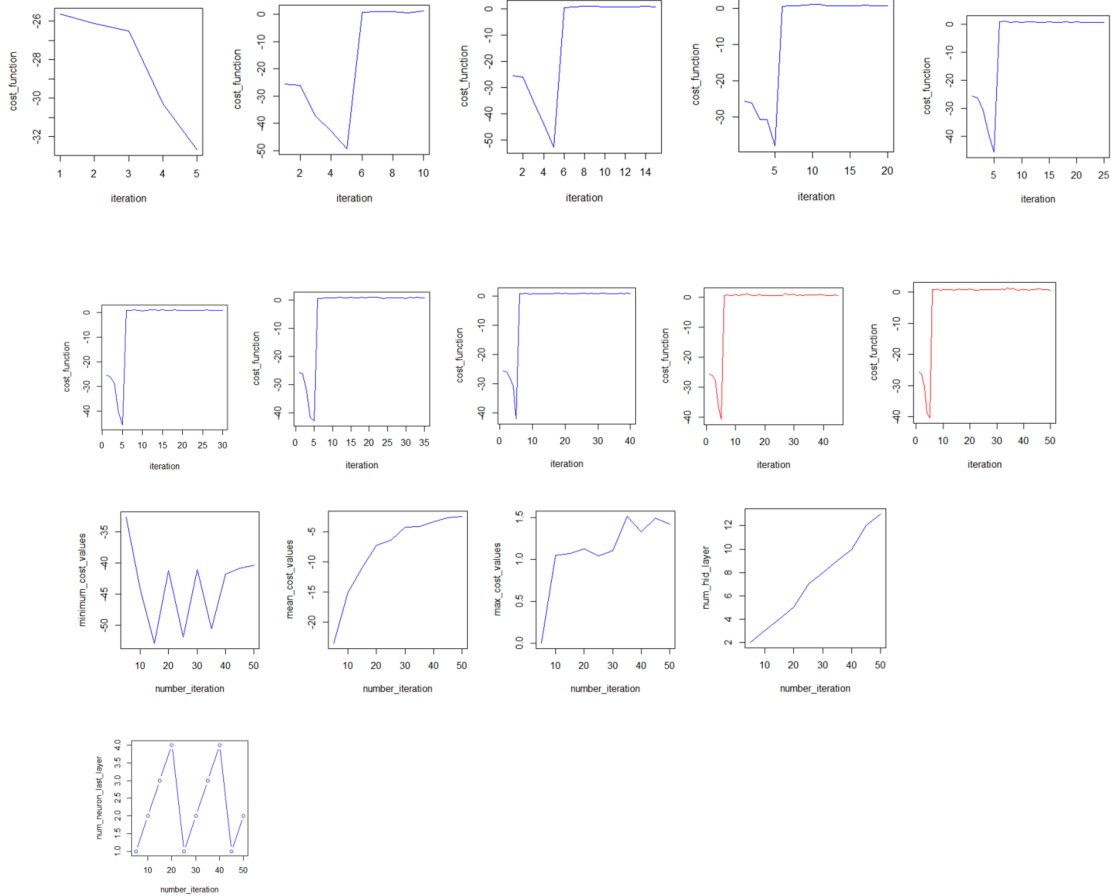 cost_function
-26
-28
-30
-32
1 2 3 4 5
iteration
cost_function
0
-10
-20
-30
-40
-50
2 4 6 8 10
iteration
cost_function
0
-10
-20
-30
-40
-50
2 4 6 8 10 12 14
iteration
cost_function
0
-10
-20
-30
5 10 15 20
iteration
cost_function
0
-10
-20
-30
-40
5 10 15 20 25
iteration
cost_function
0
-10
-20
-30
-40
0 5 10 15 20 25 30
iteration
cost_function
0
-10
-20
-30
-40
0 5 10 15 20 25 30 35
iteration
cost_function
0
-10
-20
-30
-40
0 10 20 30 40
iteration
cost_function
0
-10
-20
-30
-40
0 10 20 30 40
iteration
cost_function
0
-10
-20
-30
-40
0 10 20 30 40 50
iteration
minimum_cost_values
-35
-40
-45
-50
10 20 30 40 50
number_iteration
mean_cost_values
-5
-10
-15
-20
10 20 30 40 50
number_iteration
max_cost_values
1.5
1.0
0.5
0.0
10 20 30 40 50
number_iteration
num_hid_layer
12
10
8
6
4
2
10 20 30 40 50
number_iteration
num_neuron_last_layer
4.0
3.0
2.0
1.5
1.0
10 20 30 40 50
number_iteration